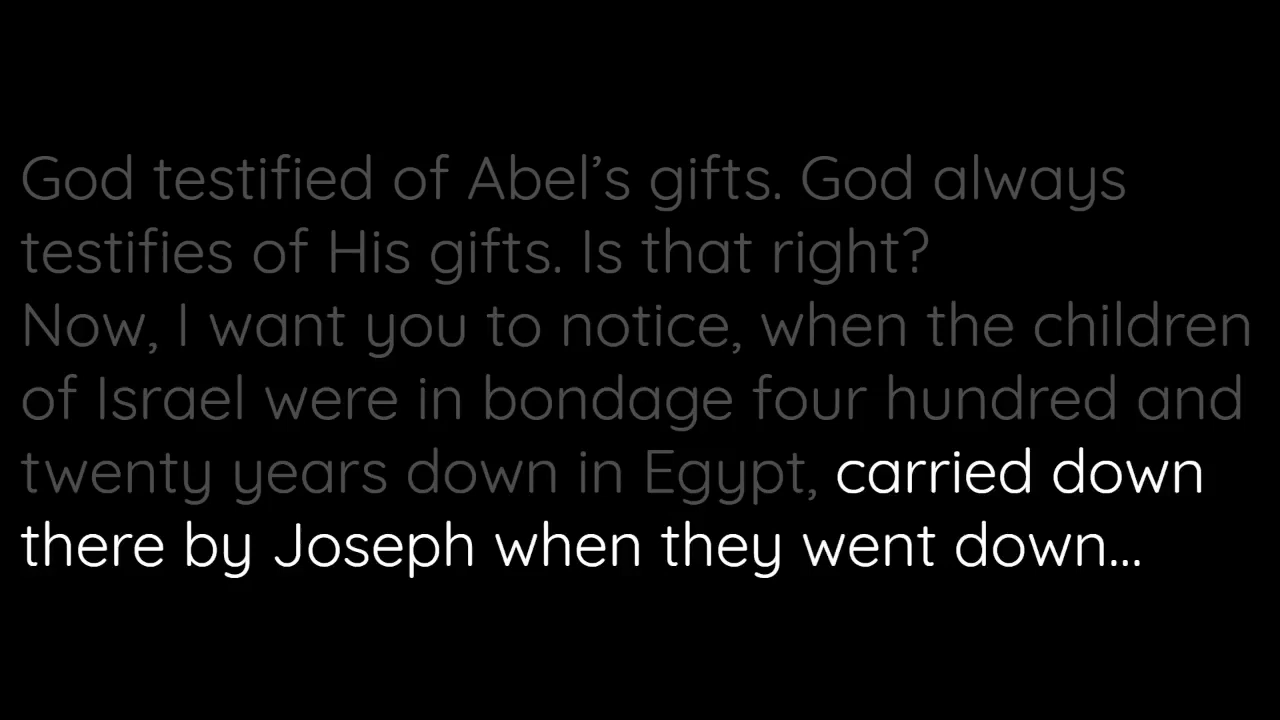 God testified of Abel’s gifts. God always
testifies of His gifts. Is that right?
Now, I want you to notice, when the children
of Israel were in bondage four hundred and
twenty years down in Egypt, carried down
there by Joseph when they went down...